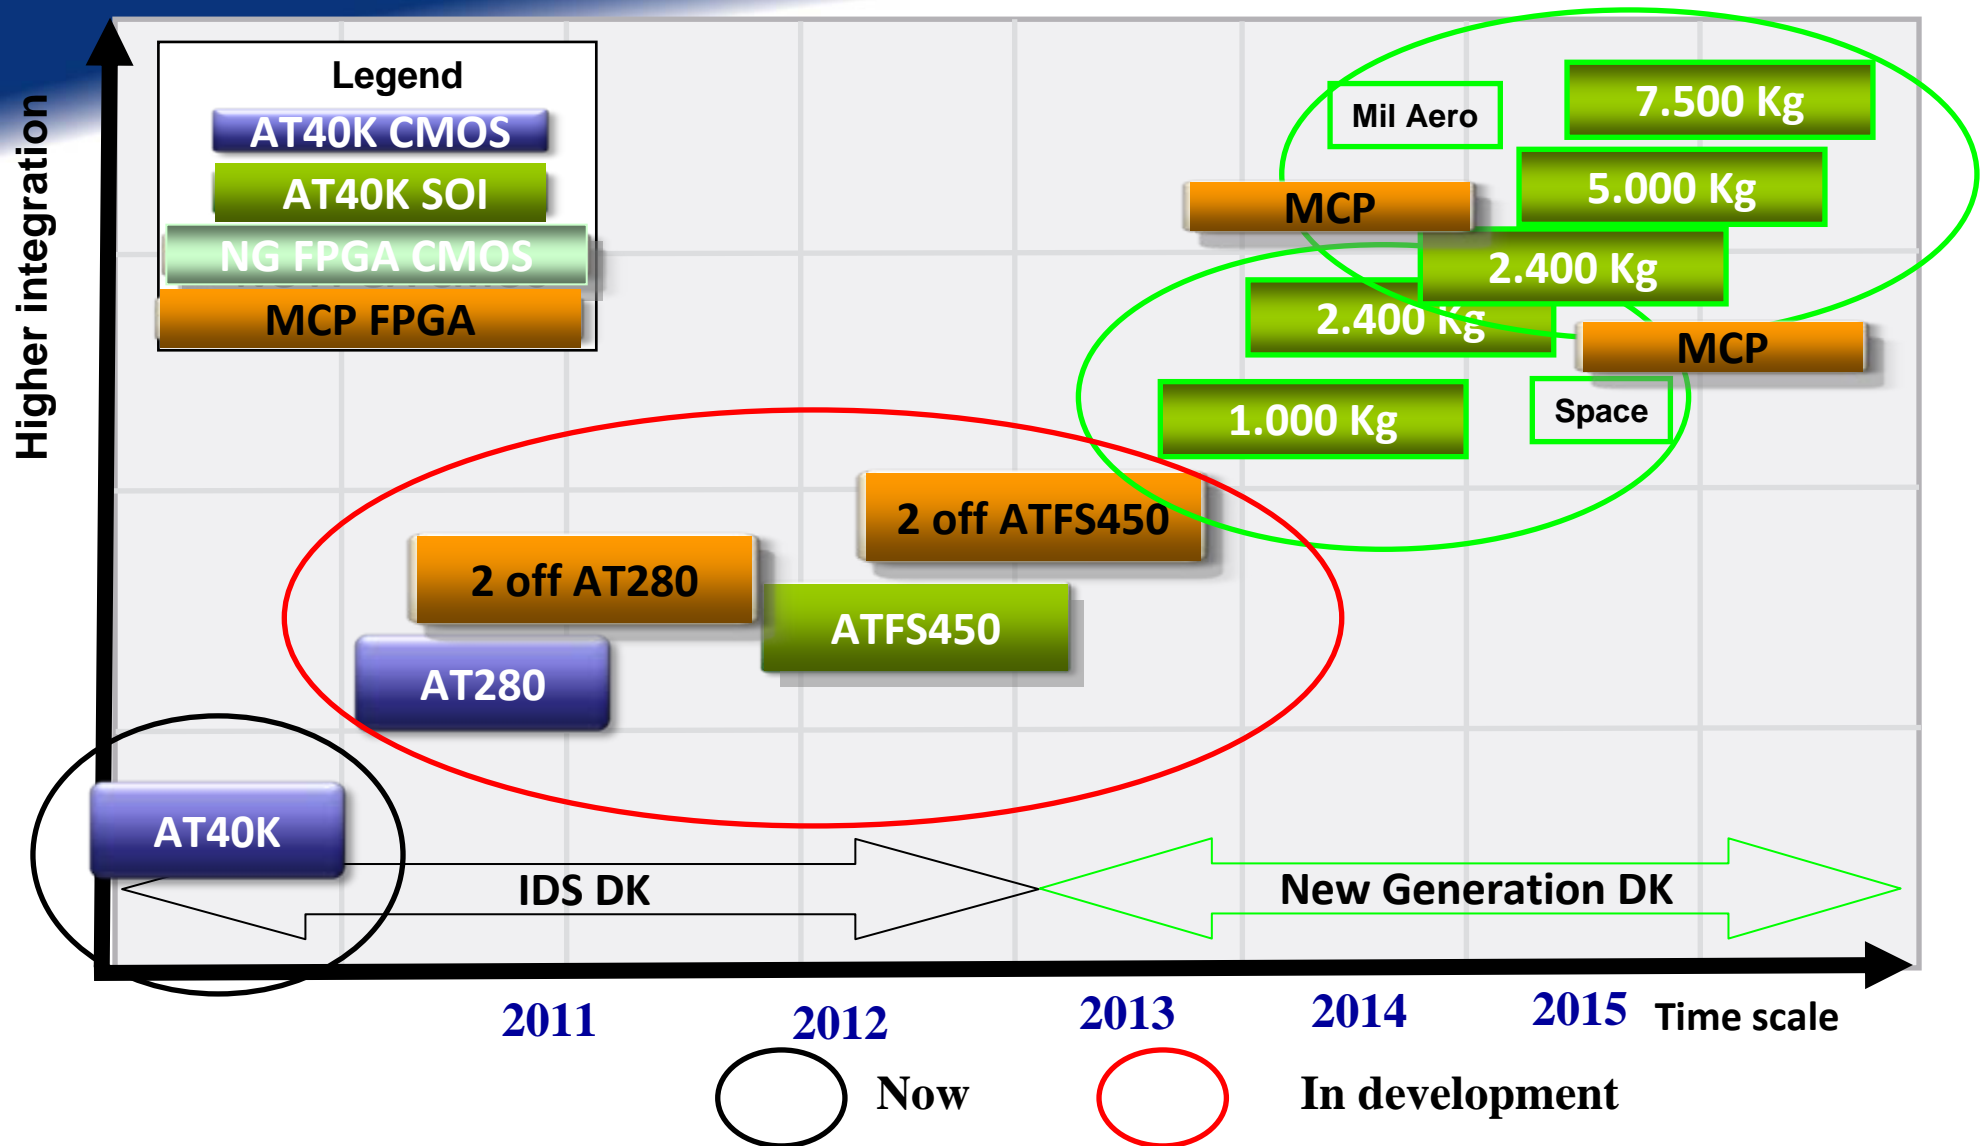 Higher integration
Legend
AT40K CMOS
AT40K SOI
NG FPGA CMOS
MCP FPGA
Mil Aero
7.500 Kg
5.000 Kg
MCP
2.400 Kg
2.400 Kg
MCP
1.000 Kg
Space
2 off ATFS450
2 off AT280
ATFS450
AT280
AT40K
IDS DK
New Generation DK
2011
2012
2013
2014
2015
Time scale
Now
In development